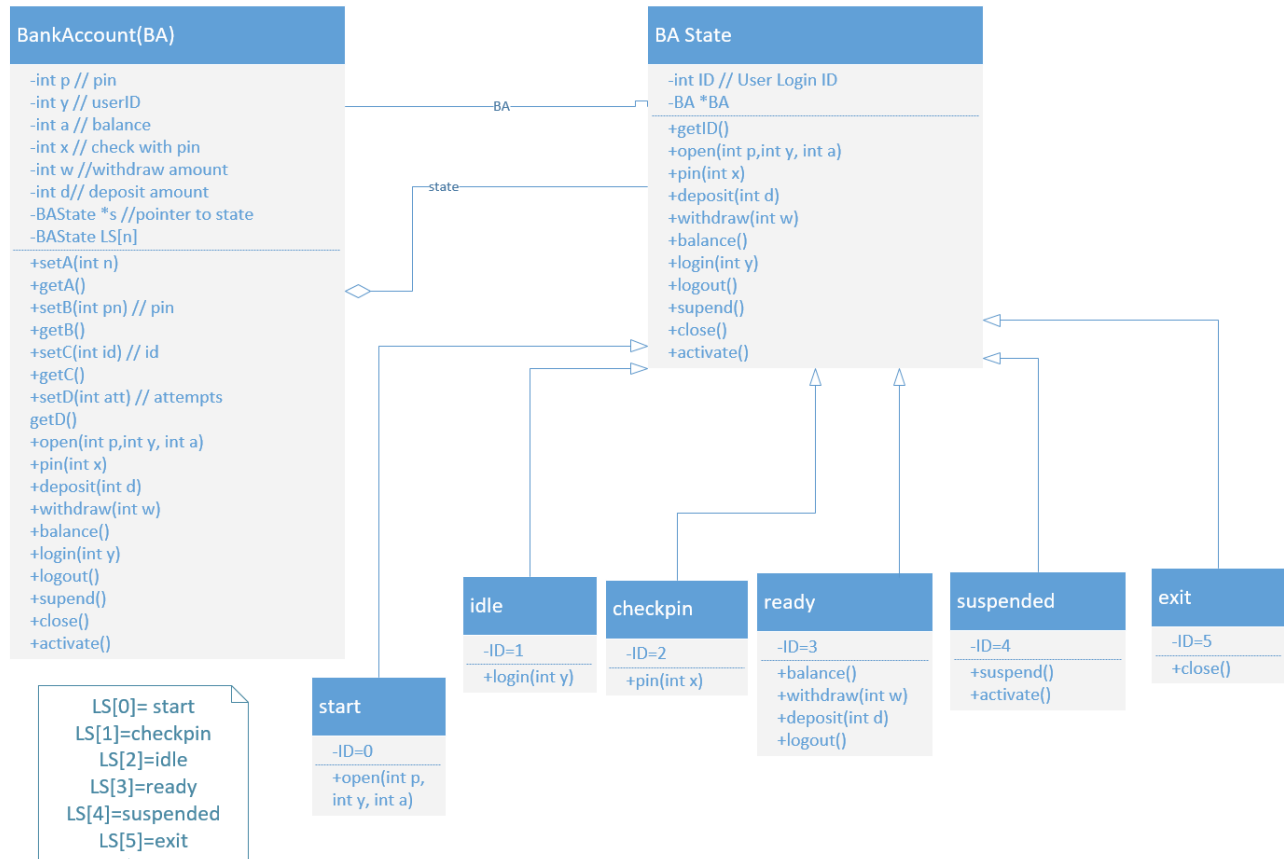 BankAccount(BA)
-int p // pin
-int y // userID
-int a // balance
-int x // check with pin
-int w //withdraw amount
-int d// deposit amount
-BAState *s //pointer to state
-BAState LS[n]
+setA(int n)
+getA()
+setB(int pn) // pin
+getB()
+setC(int id) // id
+getC()
+setD(int att) // attempts
getD()
+open(int p,int y, int a)
+pin(int x)
+deposit(int d)
+withdraw(int w)
+balance()
+login(int y)
+logout()
+supend()
+close()
+activate()
BA
state
BA State
-int ID // User Login ID
-BA *BA
+getID()
+open(int p,int y, int a)
+pin(int x)
+deposit(int d)
+withdraw(int w)
+balance()
+login(int y)
+logout()
+supend()
+close()
+activate()
start
-ID=0
+open(int p,
int y, int a)
idle
-ID=1
+login(int y)
checkpin
-ID=2
+pin(int x)
ready
-ID=3
+balance()
+withdraw(int w)
+deposit(int d)
+logout()
suspended
-ID=4
+suspend()
+activate()
exit
-ID=5
+close()
LS[0]= start
LS[1]=checkpin
LS[2]=idle
LS[3]=ready
LS[4]=suspended
LS[5]=exit